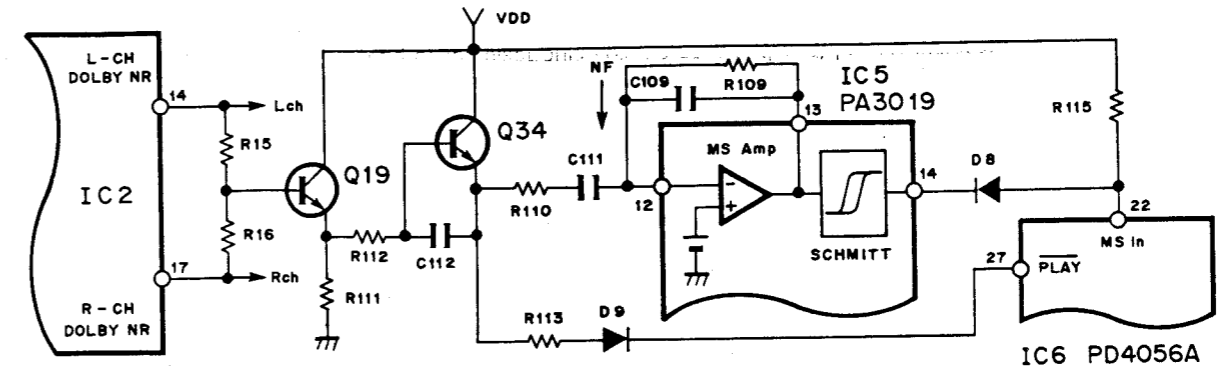 VDD
L-CH
DOLBY NR
14
Lch
R15
IC2
R16
17
Rch
R-CH
DOLBY NR
Q19
R111
R112
C112
Q34
R110
C111
NF
C109
R109
13
IC5
PA3019
MS Amp
12
-
+
SCHMITT
14
D8
R115
22
MS In
27
PLAY
R113
D9
IC6 PD4056A